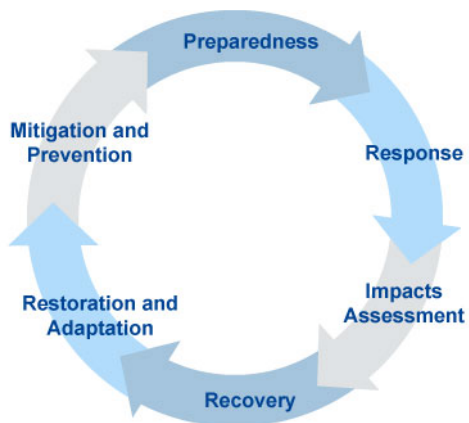 Preparedness
Response
Impacts
Assessment
Recovery
Restoration and
Adaptation
Mitigation and
Prevention